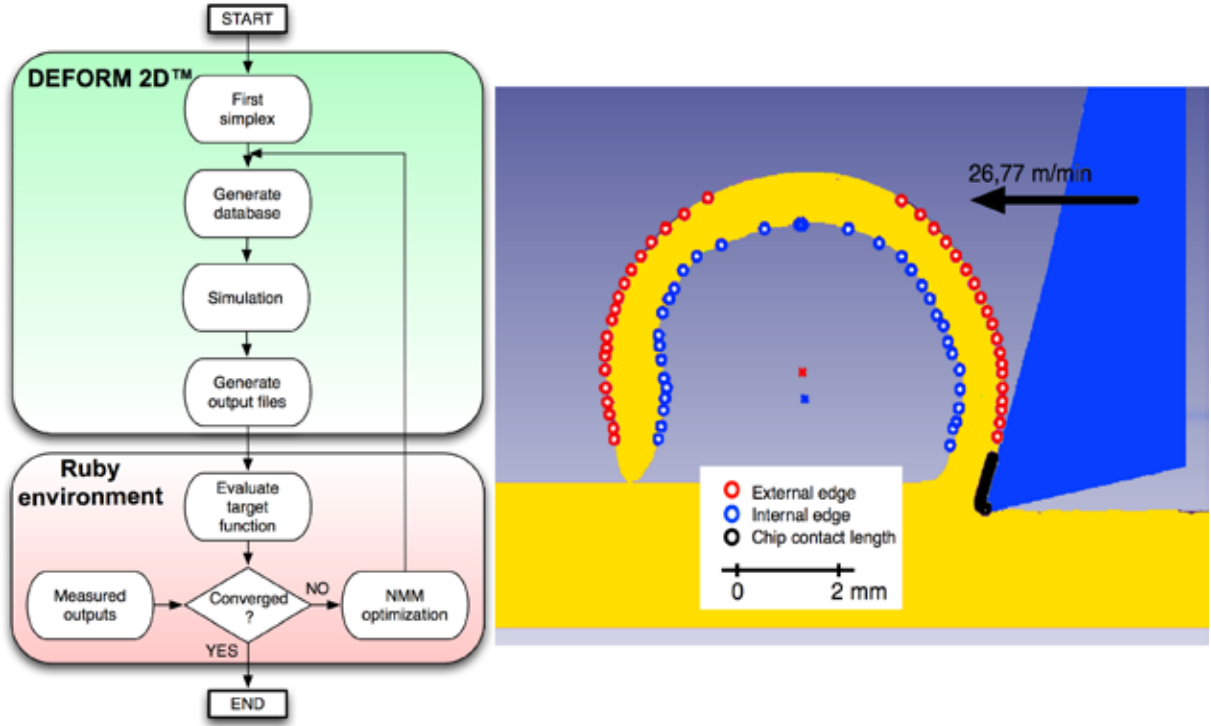 START
DEFORM 2D™
First
simplex
Generate
database
Simulation
Generate
output files
Ruby
environment
Evaluate
target
function
Measured
outputs
Converged
?
NO
NMM
optimization
YES
END
26,77 m/min
External edge
Internal edge
Chip contact length
0
2 mm